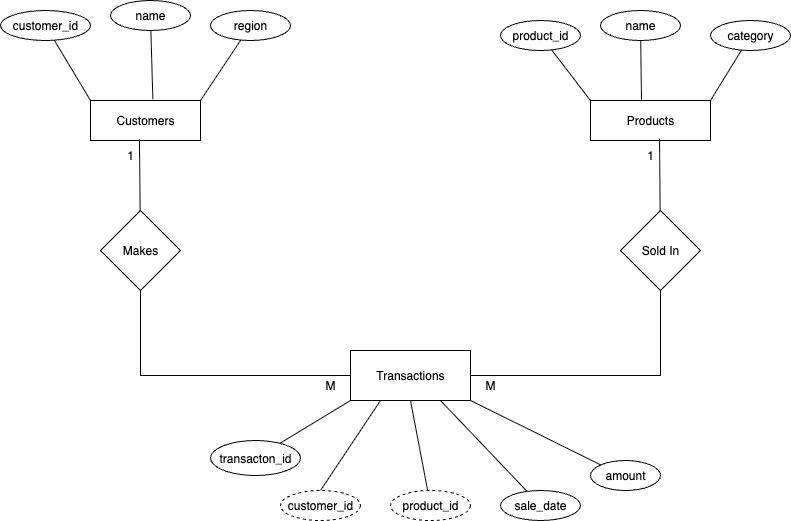 customer_id
name
region
product_id
name
category
Customers
Products
1
1
Makes
Sold In
Transactions
M
M
transacton_id
customer_id
product_id
sale_date
amount